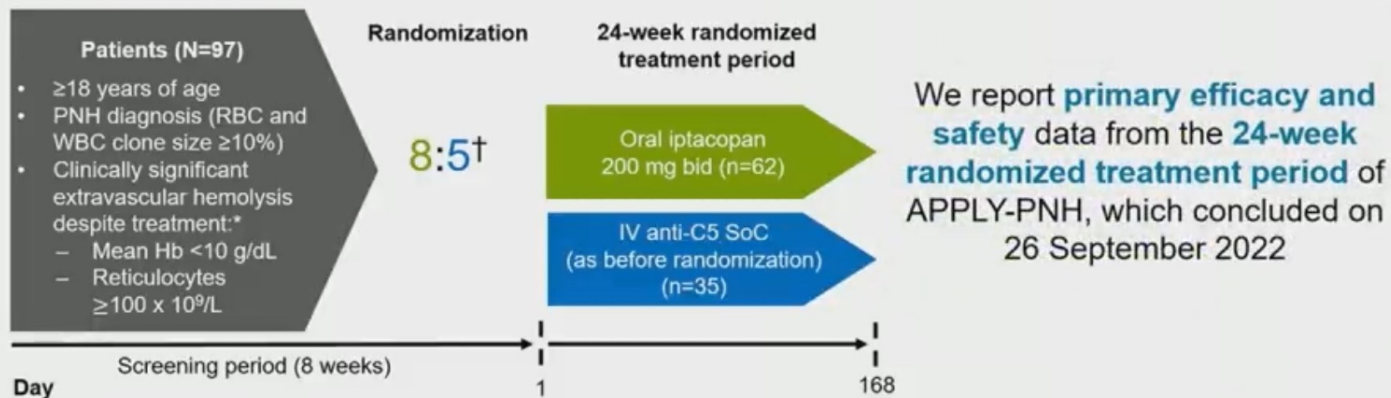 Patients (N=97)
• ≥18 years of age
• PNH diagnosis (RBC and
WBC clone size ≥10%)
• Clinically significant
extravascular hemolysis
despite treatment:*
– Mean Hb <10 g/dL
– Reticulocytes
≥100 x 10⁹/L
Randomization
8:5†
24-week randomized
treatment period
Oral iptacopan
200 mg bid (n=62)
IV anti-C5 SoC
(as before randomization)
(n=35)
We report primary efficacy and
safety data from the 24-week
randomized treatment period of
APPLY-PNH, which concluded on
26 September 2022
Screening period (8 weeks)
Day
1
168